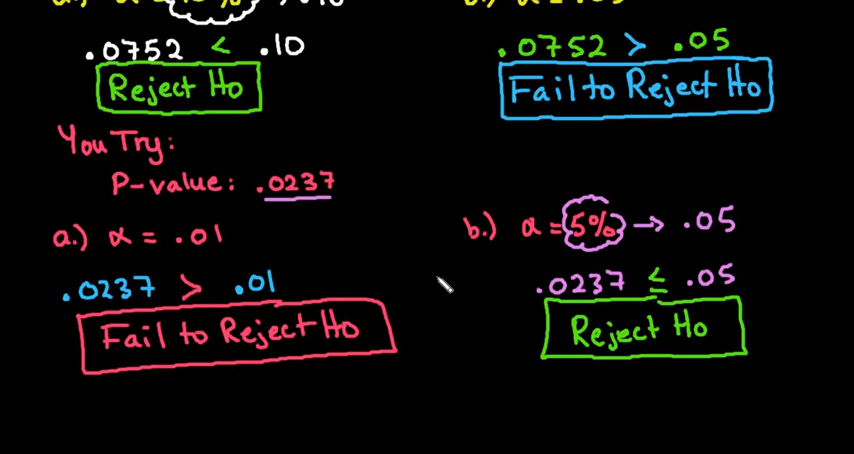 .0752 < .10
Reject Ho
.0752 > .05
Fail to Reject Ho
You Try:
P-value: .0237
a.) α = .01
.0237 > .01
Fail to Reject Ho
b.) α = 5% → .05
.0237 ≤ .05
Reject Ho